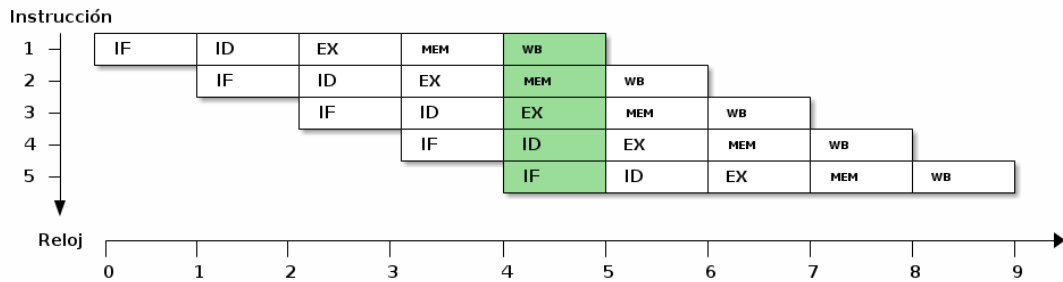 Instrucción
1 IF ID EX MEM WB
2 IF ID EX MEM WB
3 IF ID EX MEM WB
4 IF ID EX MEM WB
5 IF ID EX MEM WB
Reloj
0 1 2 3 4 5 6 7 8 9